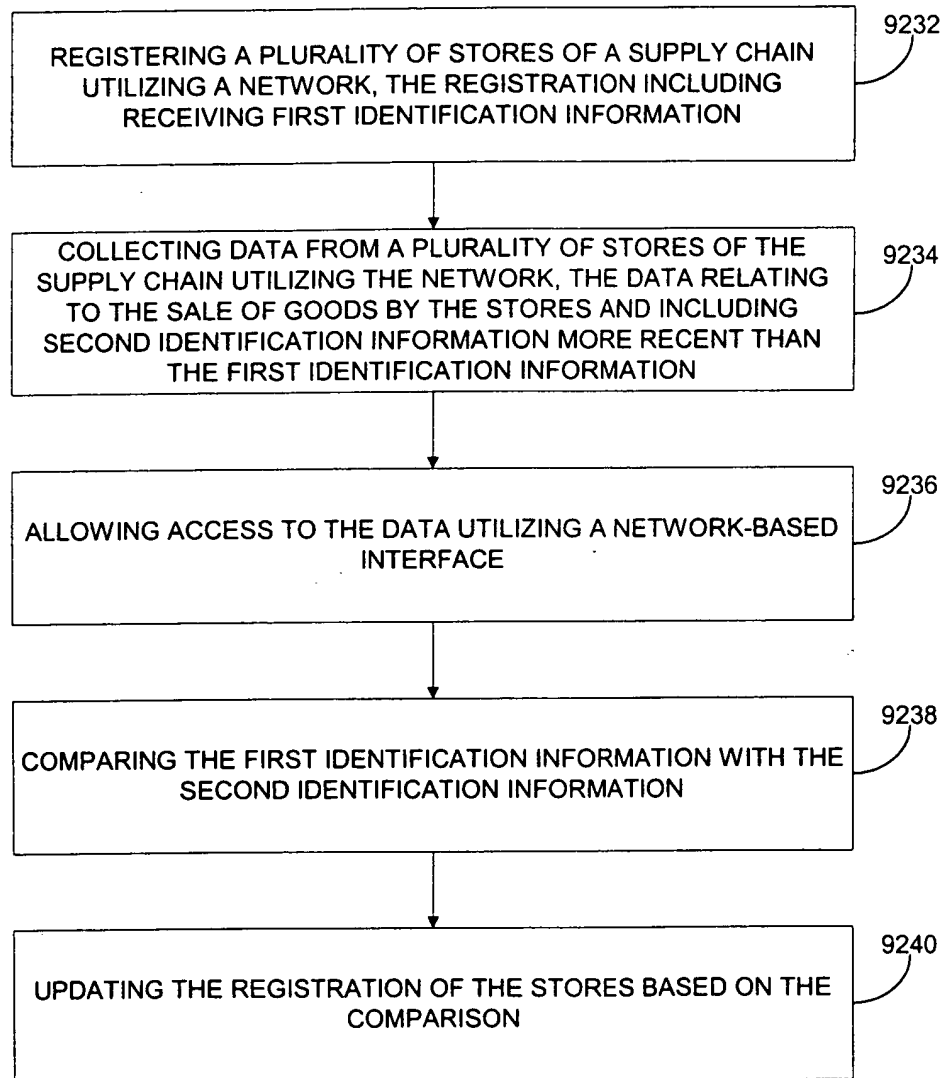 9232
REGISTERING A PLURALITY OF STORES OF A SUPPLY CHAIN
UTILIZING A NETWORK, THE REGISTRATION INCLUDING
RECEIVING FIRST IDENTIFICATION INFORMATION
9234
COLLECTING DATA FROM A PLURALITY OF STORES OF THE
SUPPLY CHAIN UTILIZING THE NETWORK, THE DATA RELATING
TO THE SALE OF GOODS BY THE STORES AND INCLUDING
SECOND IDENTIFICATION INFORMATION MORE RECENT THAN
THE FIRST IDENTIFICATION INFORMATION
9236
ALLOWING ACCESS TO THE DATA UTILIZING A NETWORK-BASED
INTERFACE
9238
COMPARING THE FIRST IDENTIFICATION INFORMATION WITH THE
SECOND IDENTIFICATION INFORMATION
9240
UPDATING THE REGISTRATION OF THE STORES BASED ON THE
COMPARISON